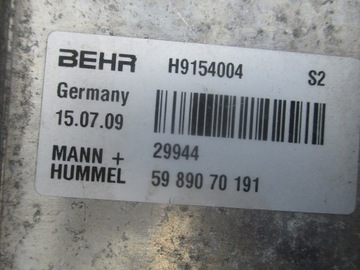 BEHR H9154004 S2
Germany
15.07.09
MANN + 29944
HUMMEL 59 890 70 191